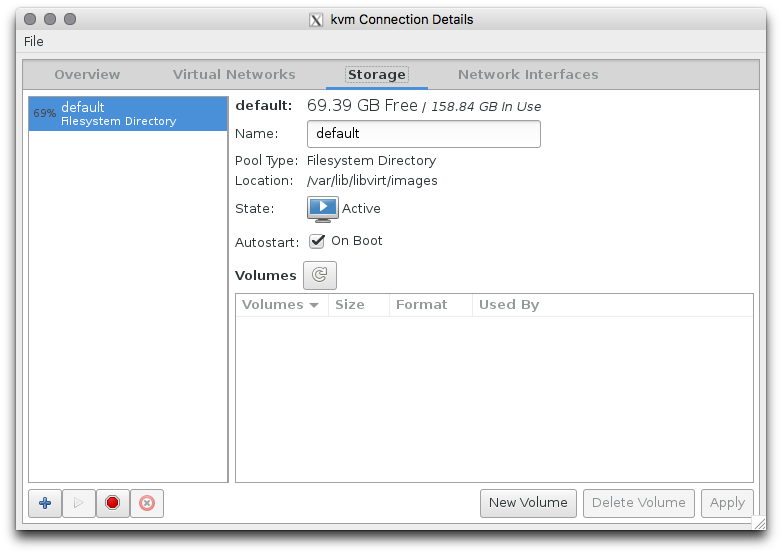 kvm Connection Details
File
Overview Virtual Networks Storage Network Interfaces
69% default
Filesystem Directory
default: 69.39 GB Free / 158.84 GB In Use
Name: default
Pool Type: Filesystem Directory
Location: /var/lib/libvirt/images
State: Active
Autostart: On Boot
Volumes
Volumes Size Format Used By
New Volume Delete Volume Apply